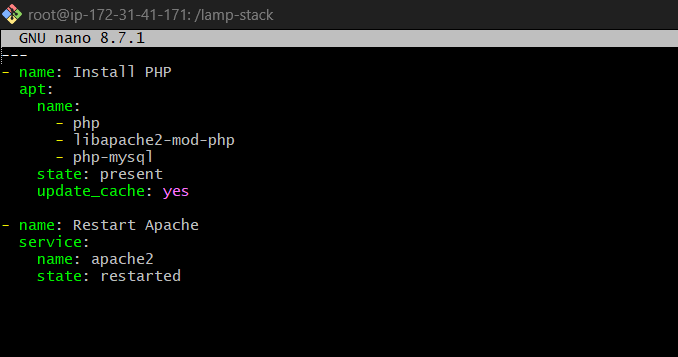 root@ip-172-31-41-171: /lamp-stack
GNU nano 8.7.1
---
- name: Install PHP
  apt:
    name:
      - php
      - libapache2-mod-php
      - php-mysql
    state: present
    update_cache: yes

- name: Restart Apache
  service:
    name: apache2
    state: restarted